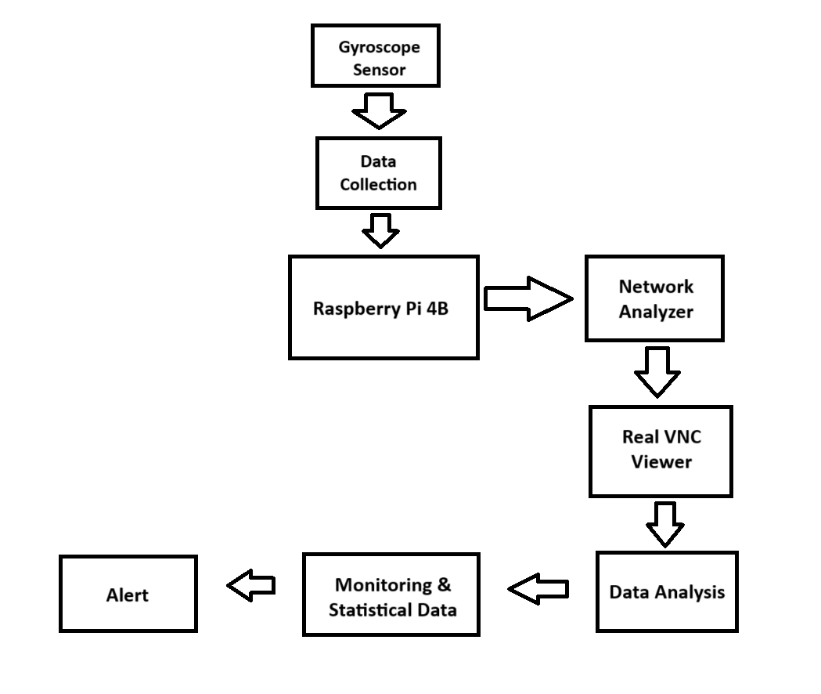 Gyroscope
Sensor
Data
Collection
Raspberry Pi 4B
Network
Analyzer
Real VNC
Viewer
Data Analysis
Monitoring &
Statistical Data
Alert